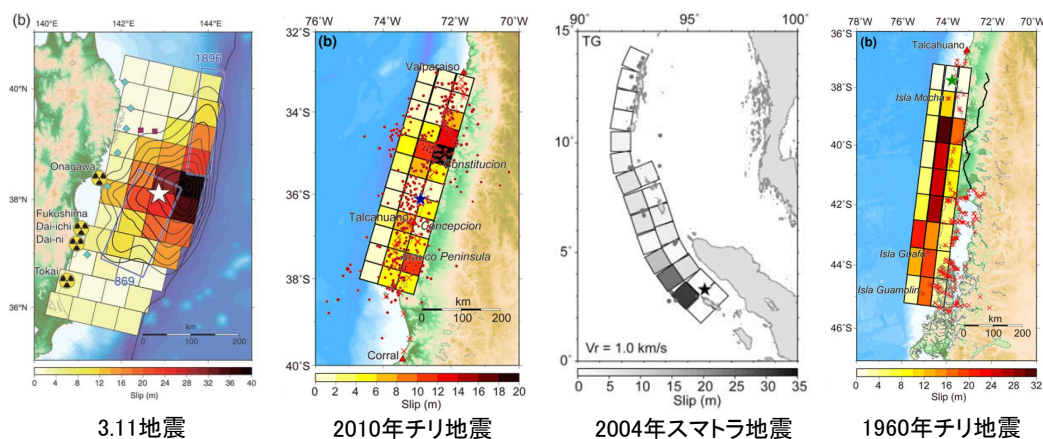 (b)
142°E
144°E
40°N
38°N
36°N
1896
Onagawa
Fukushima
Dai-ichi
Dai-ni
Tokai
869
km
0 100 200
0 4 8 12 16 20 24 28 32 36 40
Slip (m)
3.11地震
76°W 74°W 72°W 70°W
(b)
32°S
34°S
36°S
38°S
40°S
Valparaiso
Constitucion
Talcahuano
Concepcion
Arauco Peninsula
Corral
km
0 100 200
0 2 4 6 8 10 12 14 16 18 20
Slip (m)
2010年チリ地震
90° 95° 100°
TG
15°
10°
5°
0°
Vr = 1.0 km/s
0 5 10 15 20 25 30 35
Slip (m)
2004年スマトラ地震
78°W 76°W 74°W 72°W 70°W
(b)
36°S
38°S
40°S
42°S
44°S
46°S
Talcahuano
Isla Mocha
Isla Guafo
Isla Guamblin
km
0 100 200
0 4 8 12 16 20 24 28 32
Slip (m)
1960年チリ地震